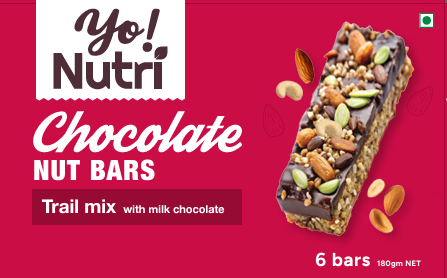 Yo!
Nutri
Chocolate
NUT BARS
Trail mix with milk chocolate
6 bars 180gm NET